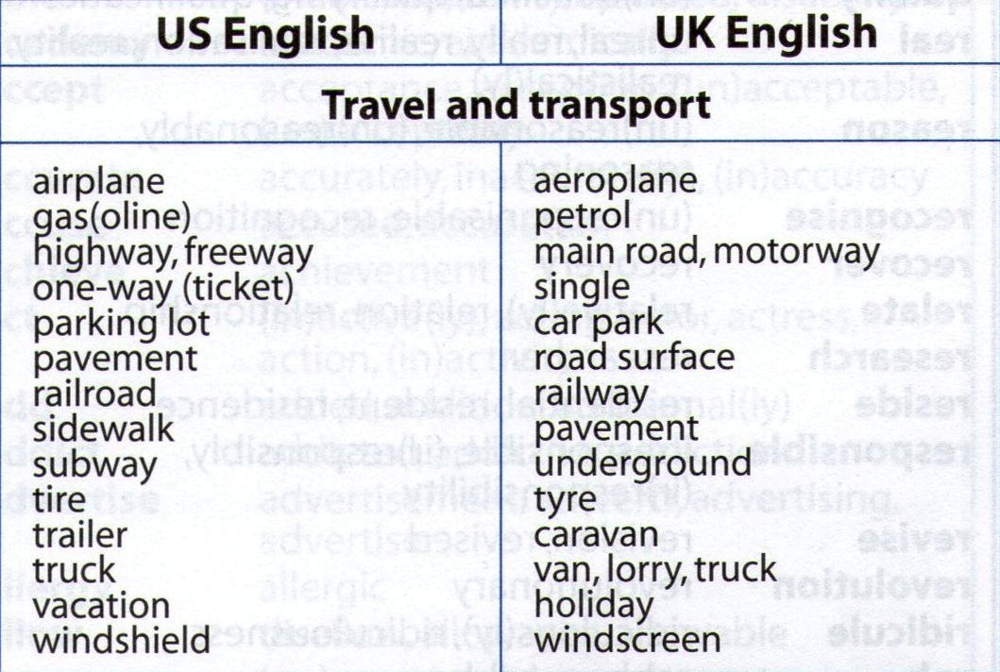 US English UK English
Travel and transport
airplane aeroplane
gas(oline) petrol
highway, freeway main road, motorway
one-way (ticket) single
parking lot car park
pavement road surface
railroad railway
sidewalk pavement
subway underground
tire tyre
trailer caravan
truck van, lorry, truck
vacation holiday
windshield windscreen